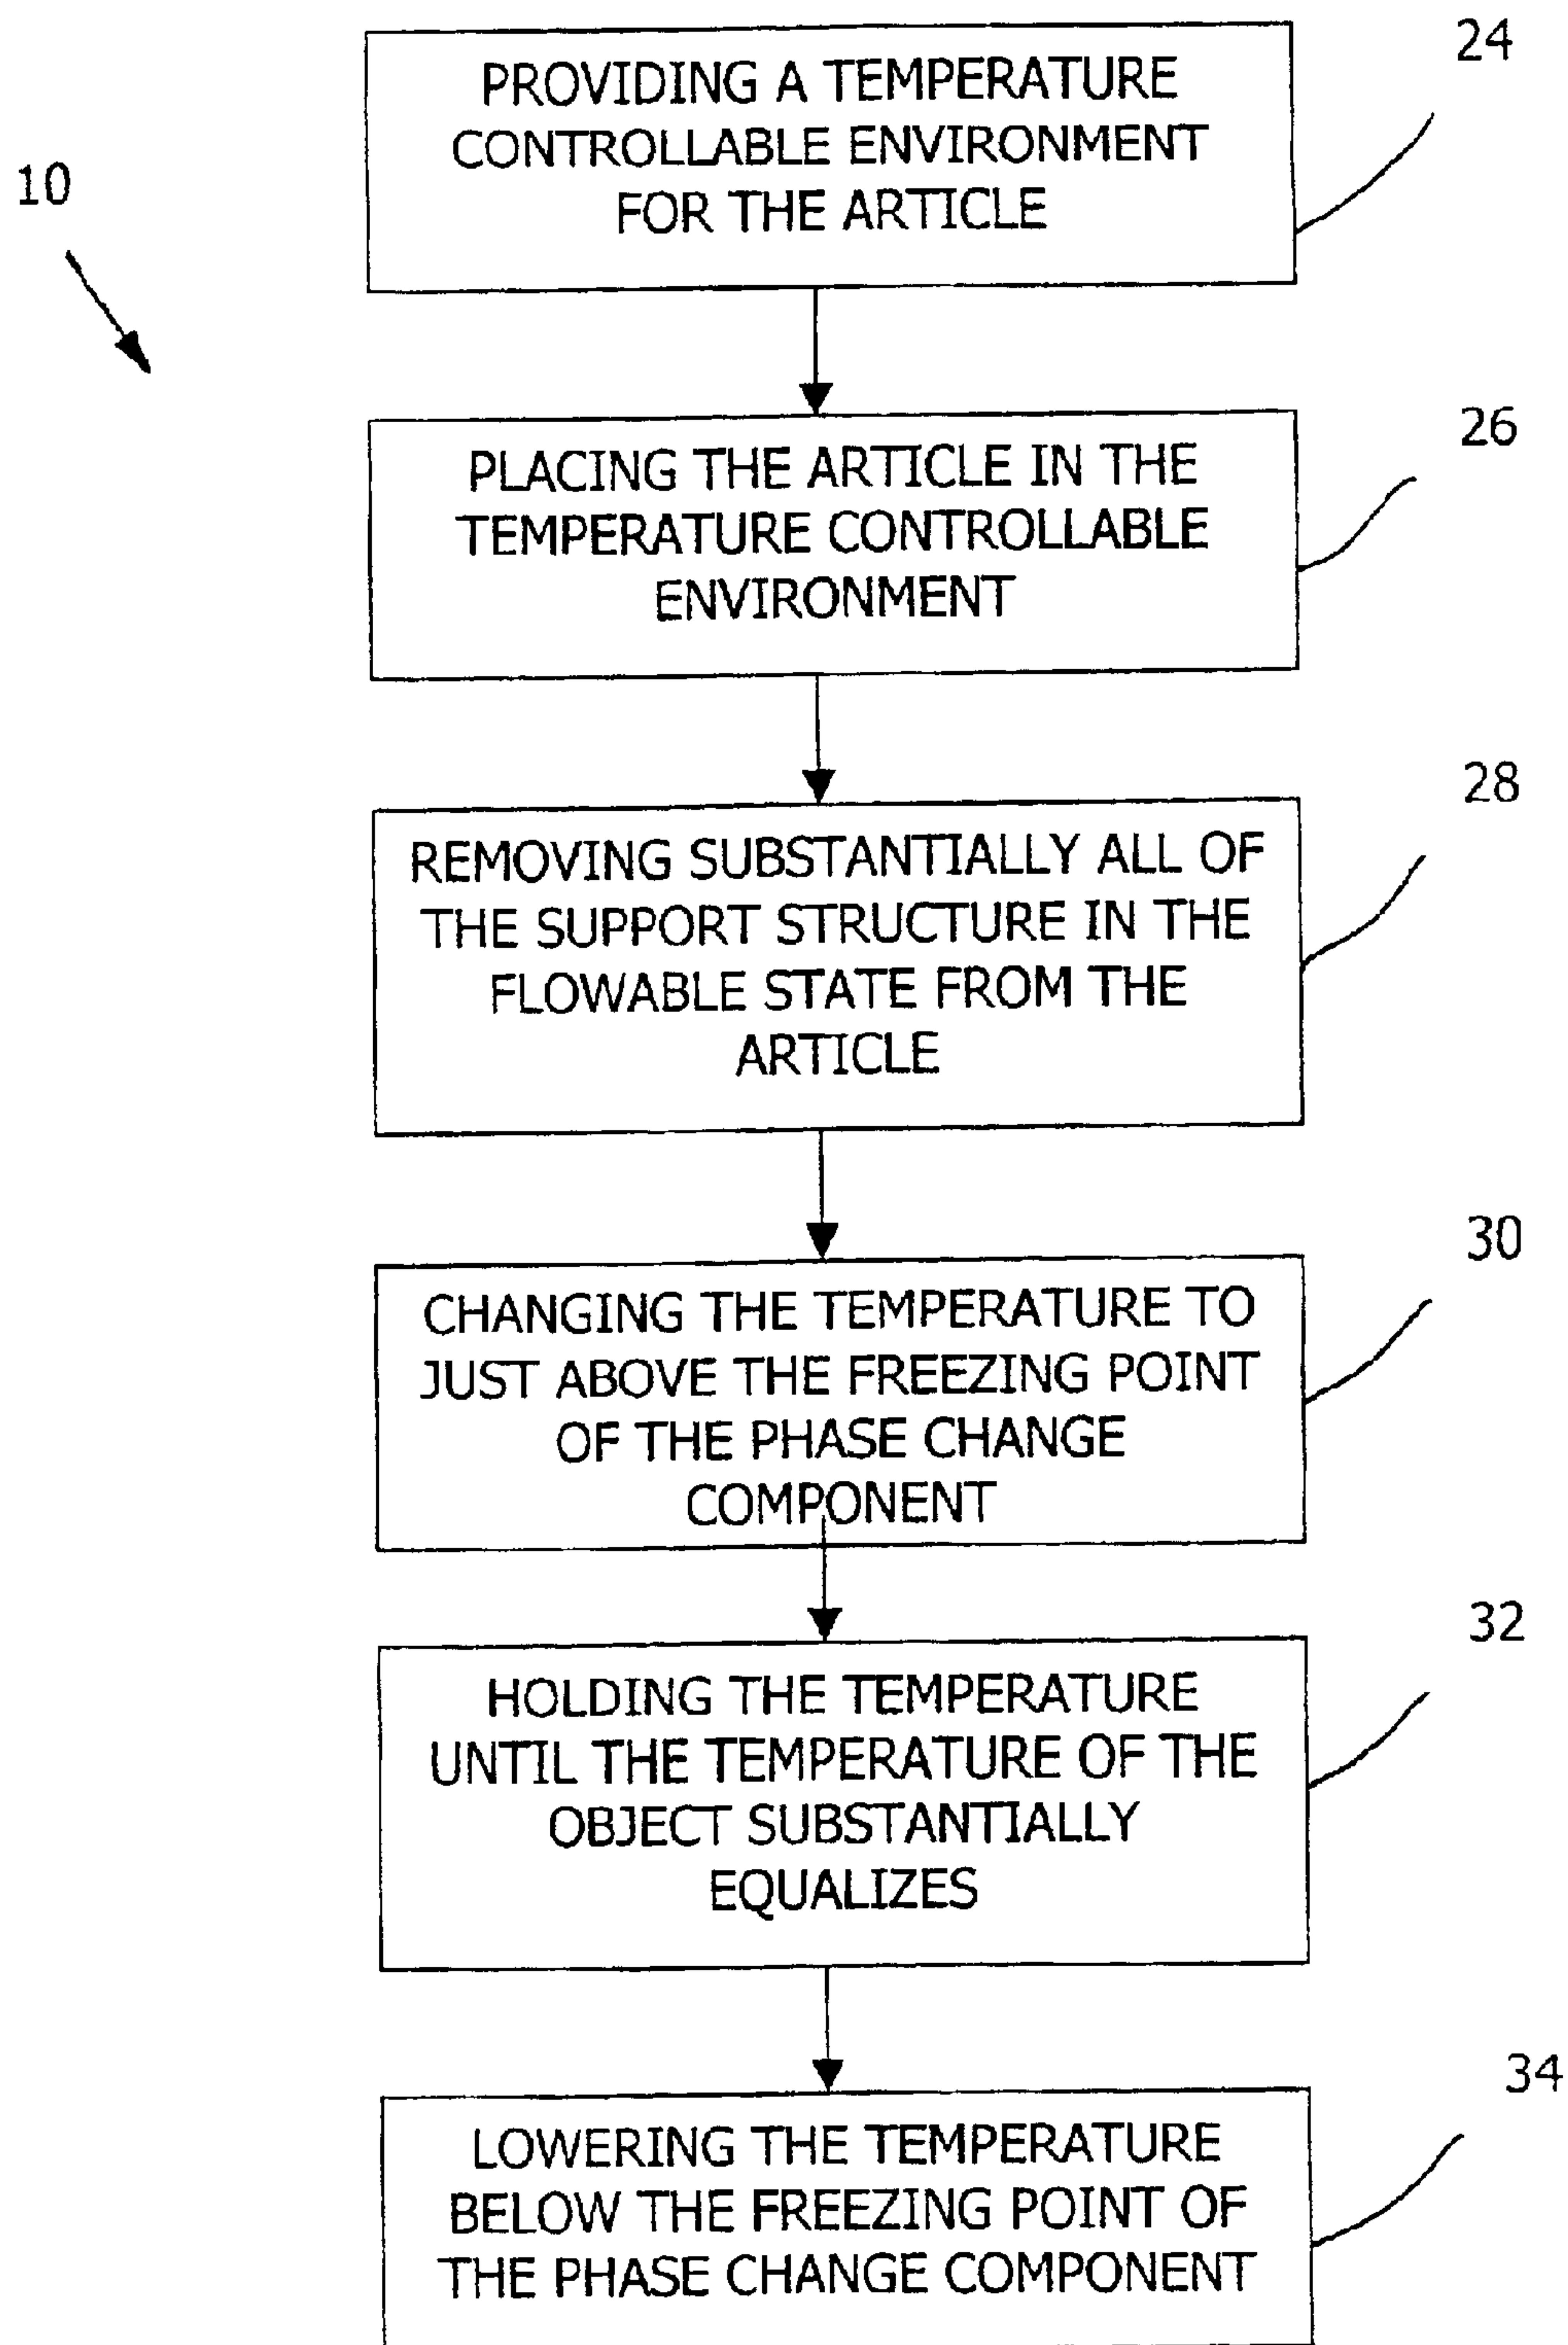 24
PROVIDING A TEMPERATURE
CONTROLLABLE ENVIRONMENT
FOR THE ARTICLE
10
26
PLACING THE ARTICLE IN THE
TEMPERATURE CONTROLLABLE
ENVIRONMENT
28
REMOVING SUBSTANTIALLY ALL OF
THE SUPPORT STRUCTURE IN THE
FLOWABLE STATE FROM THE
ARTICLE
30
CHANGING THE TEMPERATURE TO
JUST ABOVE THE FREEZING POINT
OF THE PHASE CHANGE
COMPONENT
32
HOLDING THE TEMPERATURE
UNTIL THE TEMPERATURE OF THE
OBJECT SUBSTANTIALLY
EQUALIZES
34
LOWERING THE TEMPERATURE
BELOW THE FREEZING POINT OF
THE PHASE CHANGE COMPONENT